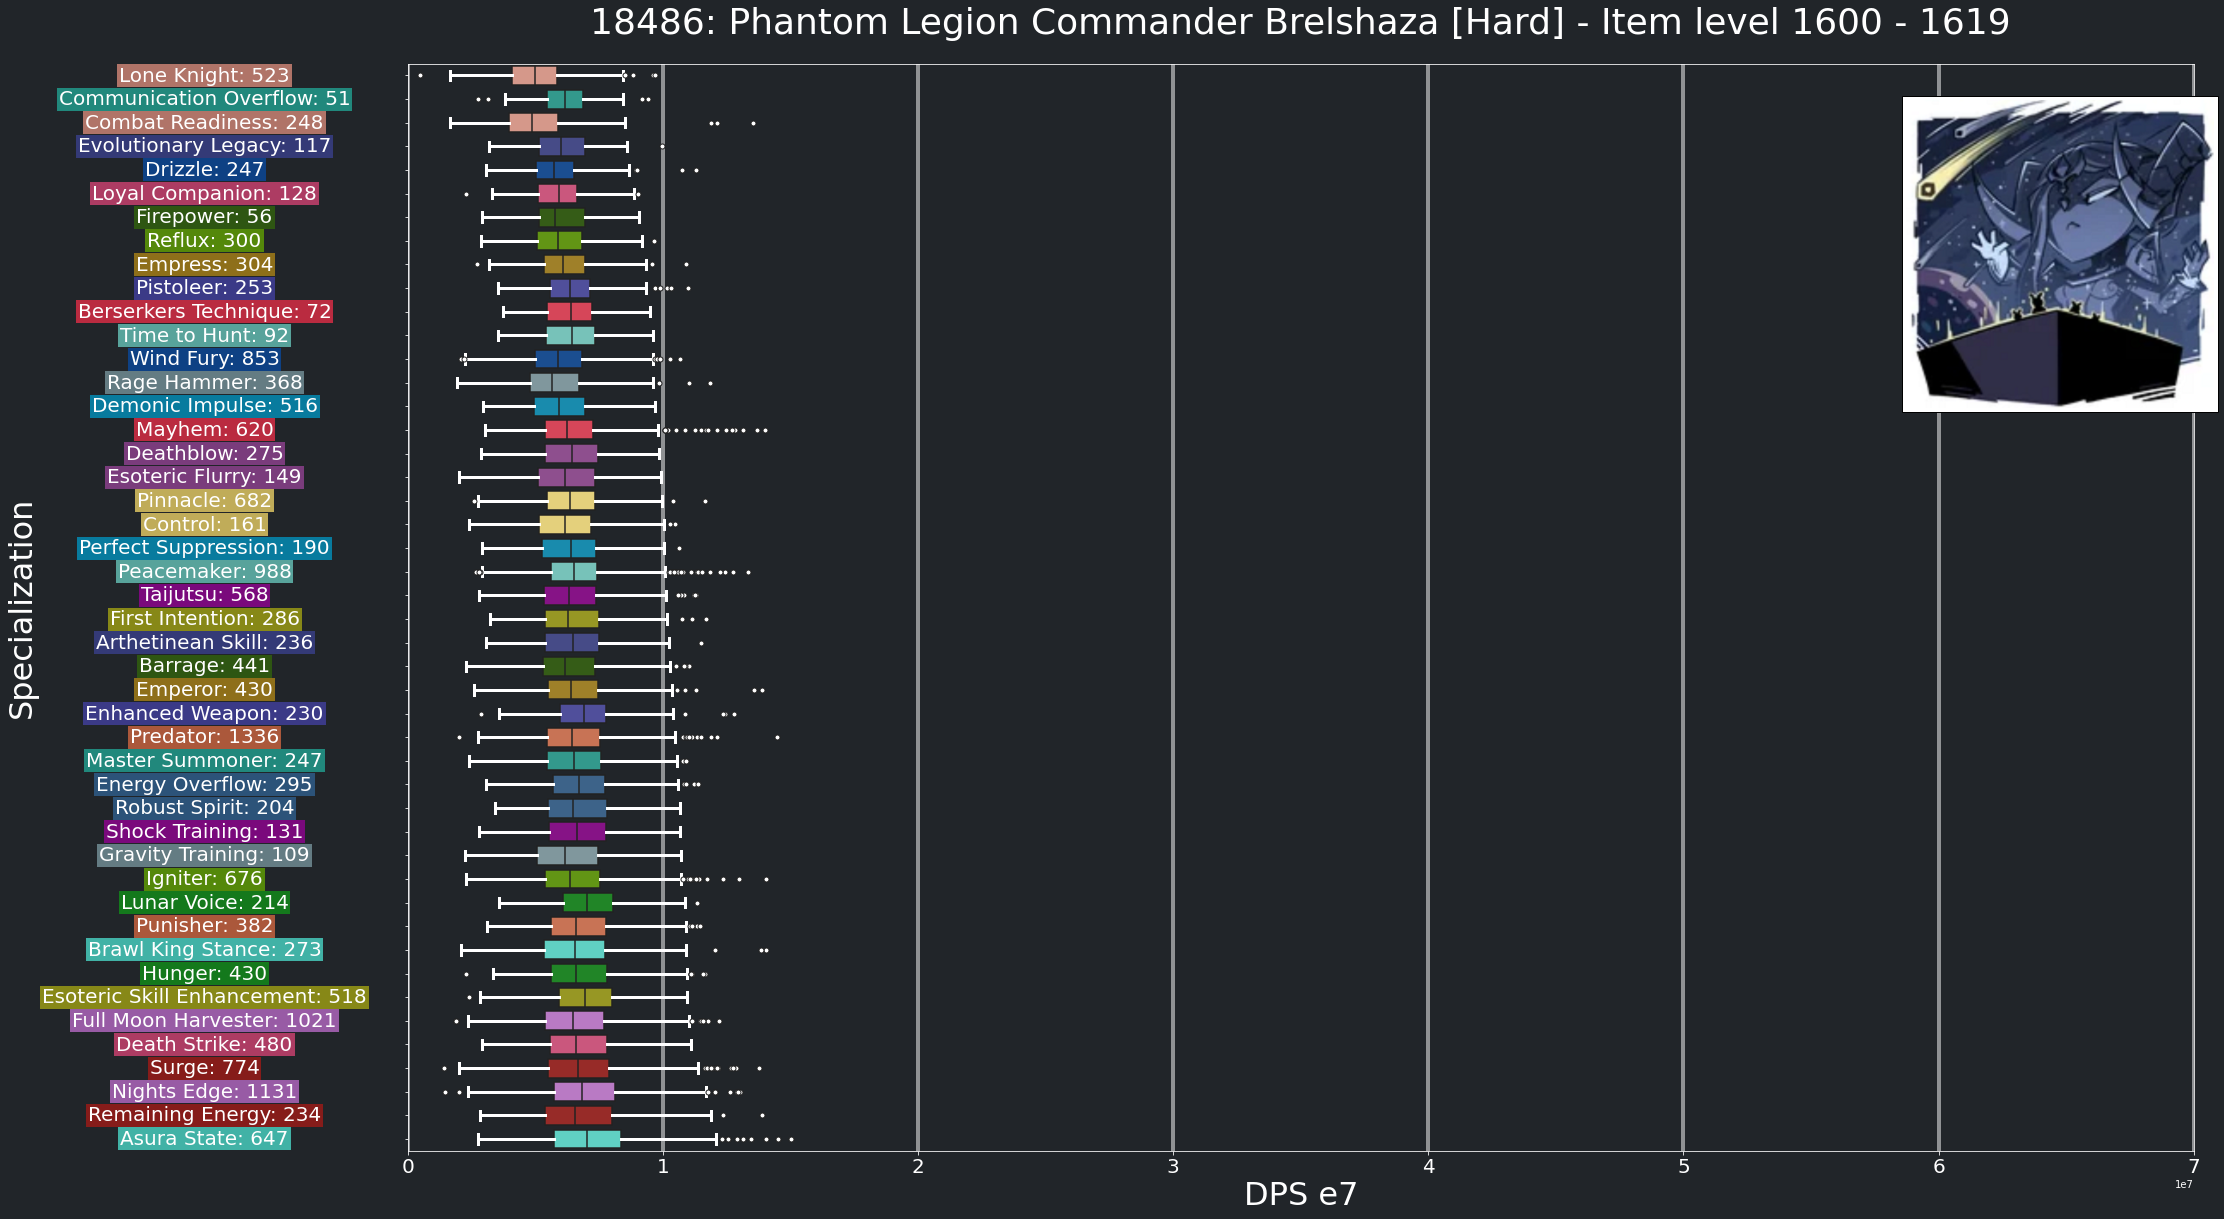 18486: Phantom Legion Commander Brelshaza [Hard] - Item level 1600 - 1619
Specialization
Lone Knight: 523
Communication Overflow: 51
Combat Readiness: 248
Evolutionary Legacy: 117
Drizzle: 247
Loyal Companion: 128
Firepower: 56
Reflux: 300
Empress: 304
Pistoleer: 253
Berserkers Technique: 72
Time to Hunt: 92
Wind Fury: 853
Rage Hammer: 368
Demonic Impulse: 516
Mayhem: 620
Deathblow: 275
Esoteric Flurry: 149
Pinnacle: 682
Control: 161
Perfect Suppression: 190
Peacemaker: 988
Taijutsu: 568
First Intention: 286
Arthetinean Skill: 236
Barrage: 441
Emperor: 430
Enhanced Weapon: 230
Predator: 1336
Master Summoner: 247
Energy Overflow: 295
Robust Spirit: 204
Shock Training: 131
Gravity Training: 109
Igniter: 676
Lunar Voice: 214
Punisher: 382
Brawl King Stance: 273
Hunger: 430
Esoteric Skill Enhancement: 518
Full Moon Harvester: 1021
Death Strike: 480
Surge: 774
Nights Edge: 1131
Remaining Energy: 234
Asura State: 647
0 1 2 3 4 5 6 7
1e7
DPS e7